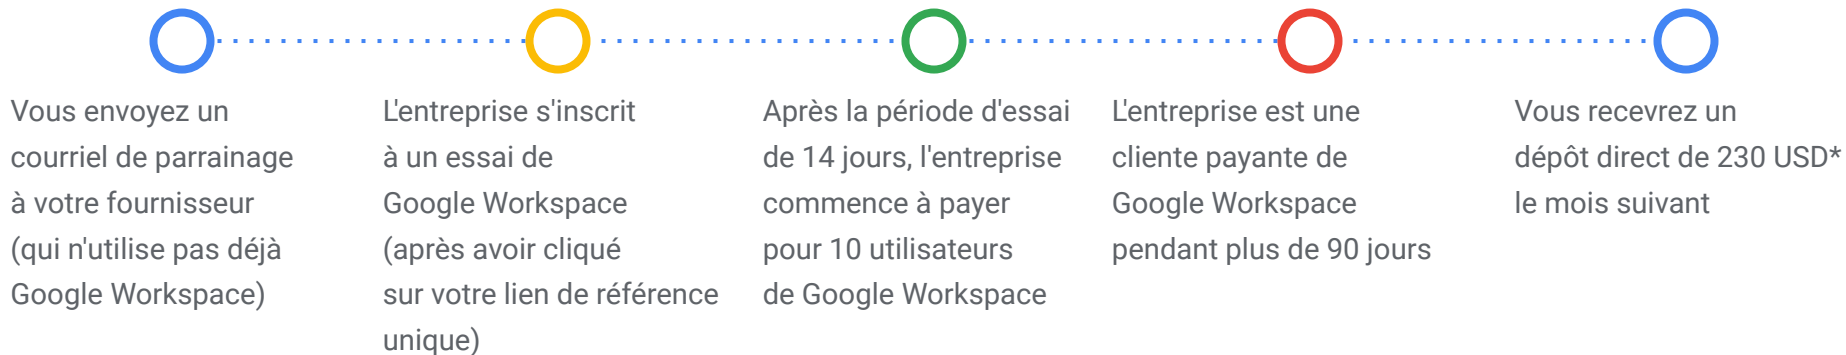 Vous envoyez un
courriel de parrainage
à votre fournisseur
(qui n'utilise pas déjà
Google Workspace)
L'entreprise s'inscrit
à un essai de
Google Workspace
(après avoir cliqué
sur votre lien de référence
unique)
Après la période d'essai
de 14 jours, l'entreprise
commence à payer
pour 10 utilisateurs
de Google Workspace
L'entreprise est une
cliente payante de
Google Workspace
pendant plus de 90 jours
Vous recevrez un
dépôt direct de 230 USD*
le mois suivant